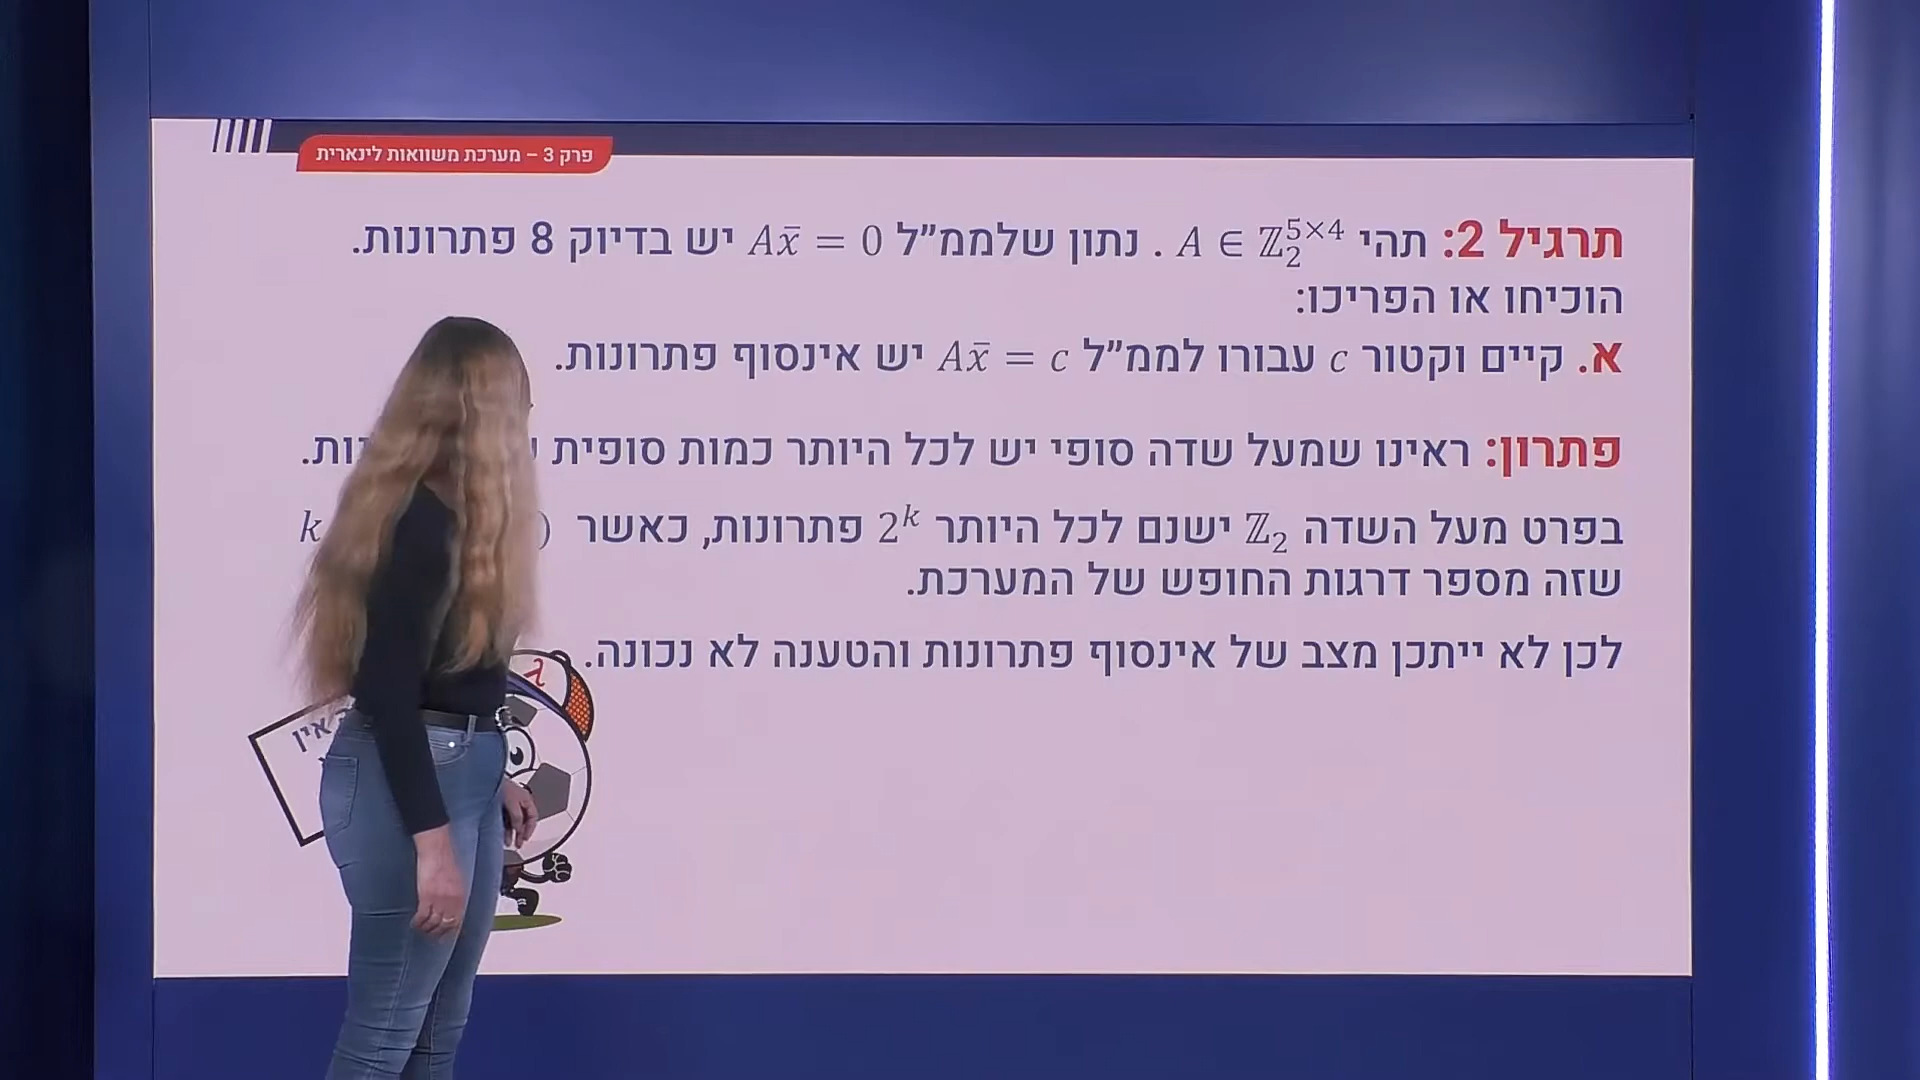 פרק 3 – מערכת משוואות לינארית
תרגיל 2: תהי $A \in \mathbb{Z}_2^{5\times4}$ . נתון שלממ״ל $A\bar{x} = 0$ יש בדיוק 8 פתרונות.
הוכיחו או הפריכו:
א. קיים וקטור $c$ עבורו לממ״ל $A\bar{x} = c$ יש אינסוף פתרונות.
פתרון: ראינו שמעל שדה סופי יש לכל היותר כמות סופית
בפרט מעל השדה $\mathbb{Z}_2$ ישנם לכל היותר $2^k$ פתרונות, כאשר $k$
שזה מספר דרגות החופש של המערכת.
לכן לא ייתכן מצב של אינסוף פתרונות והטענה לא נכונה.
λ
אין